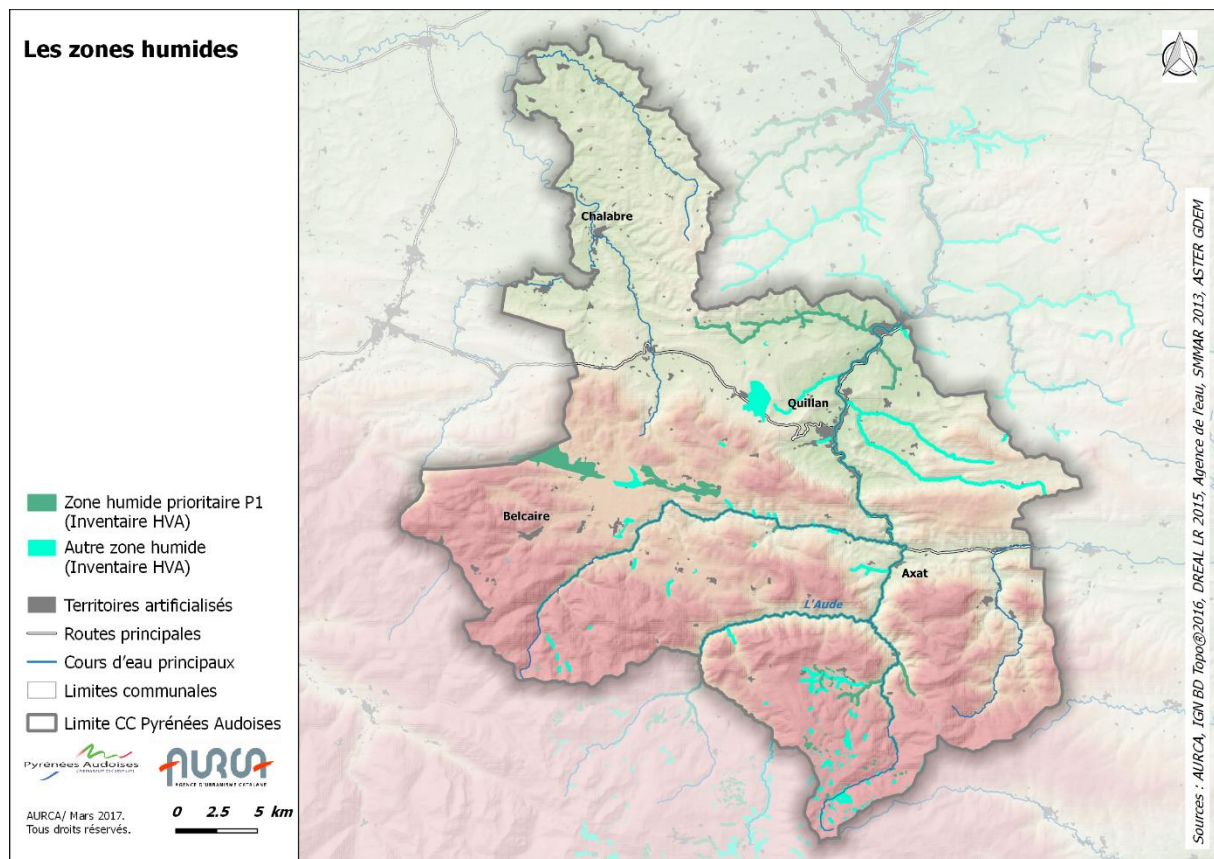 Les zones humides
Chalabre
Quillan
Belcaire
Axat
L'Aude
Zone humide prioritaire P1
(Inventaire HVA)
Autre zone humide
(Inventaire HVA)
Territoires artificialisés
Routes principales
Cours d'eau principaux
Limites communales
Limite CC Pyrénées Audoises
Pyrénées Audoises
AURCA
AGENCE D'URBANISME CATALANE
AURCA/ Mars 2017.
Tous droits réservés.
0 2.5 5 km
Sources : AURCA, IGN BD Topo®2016, DREAL LR 2015, Agence de l'eau, SMMAR 2013, ASTER GDEM